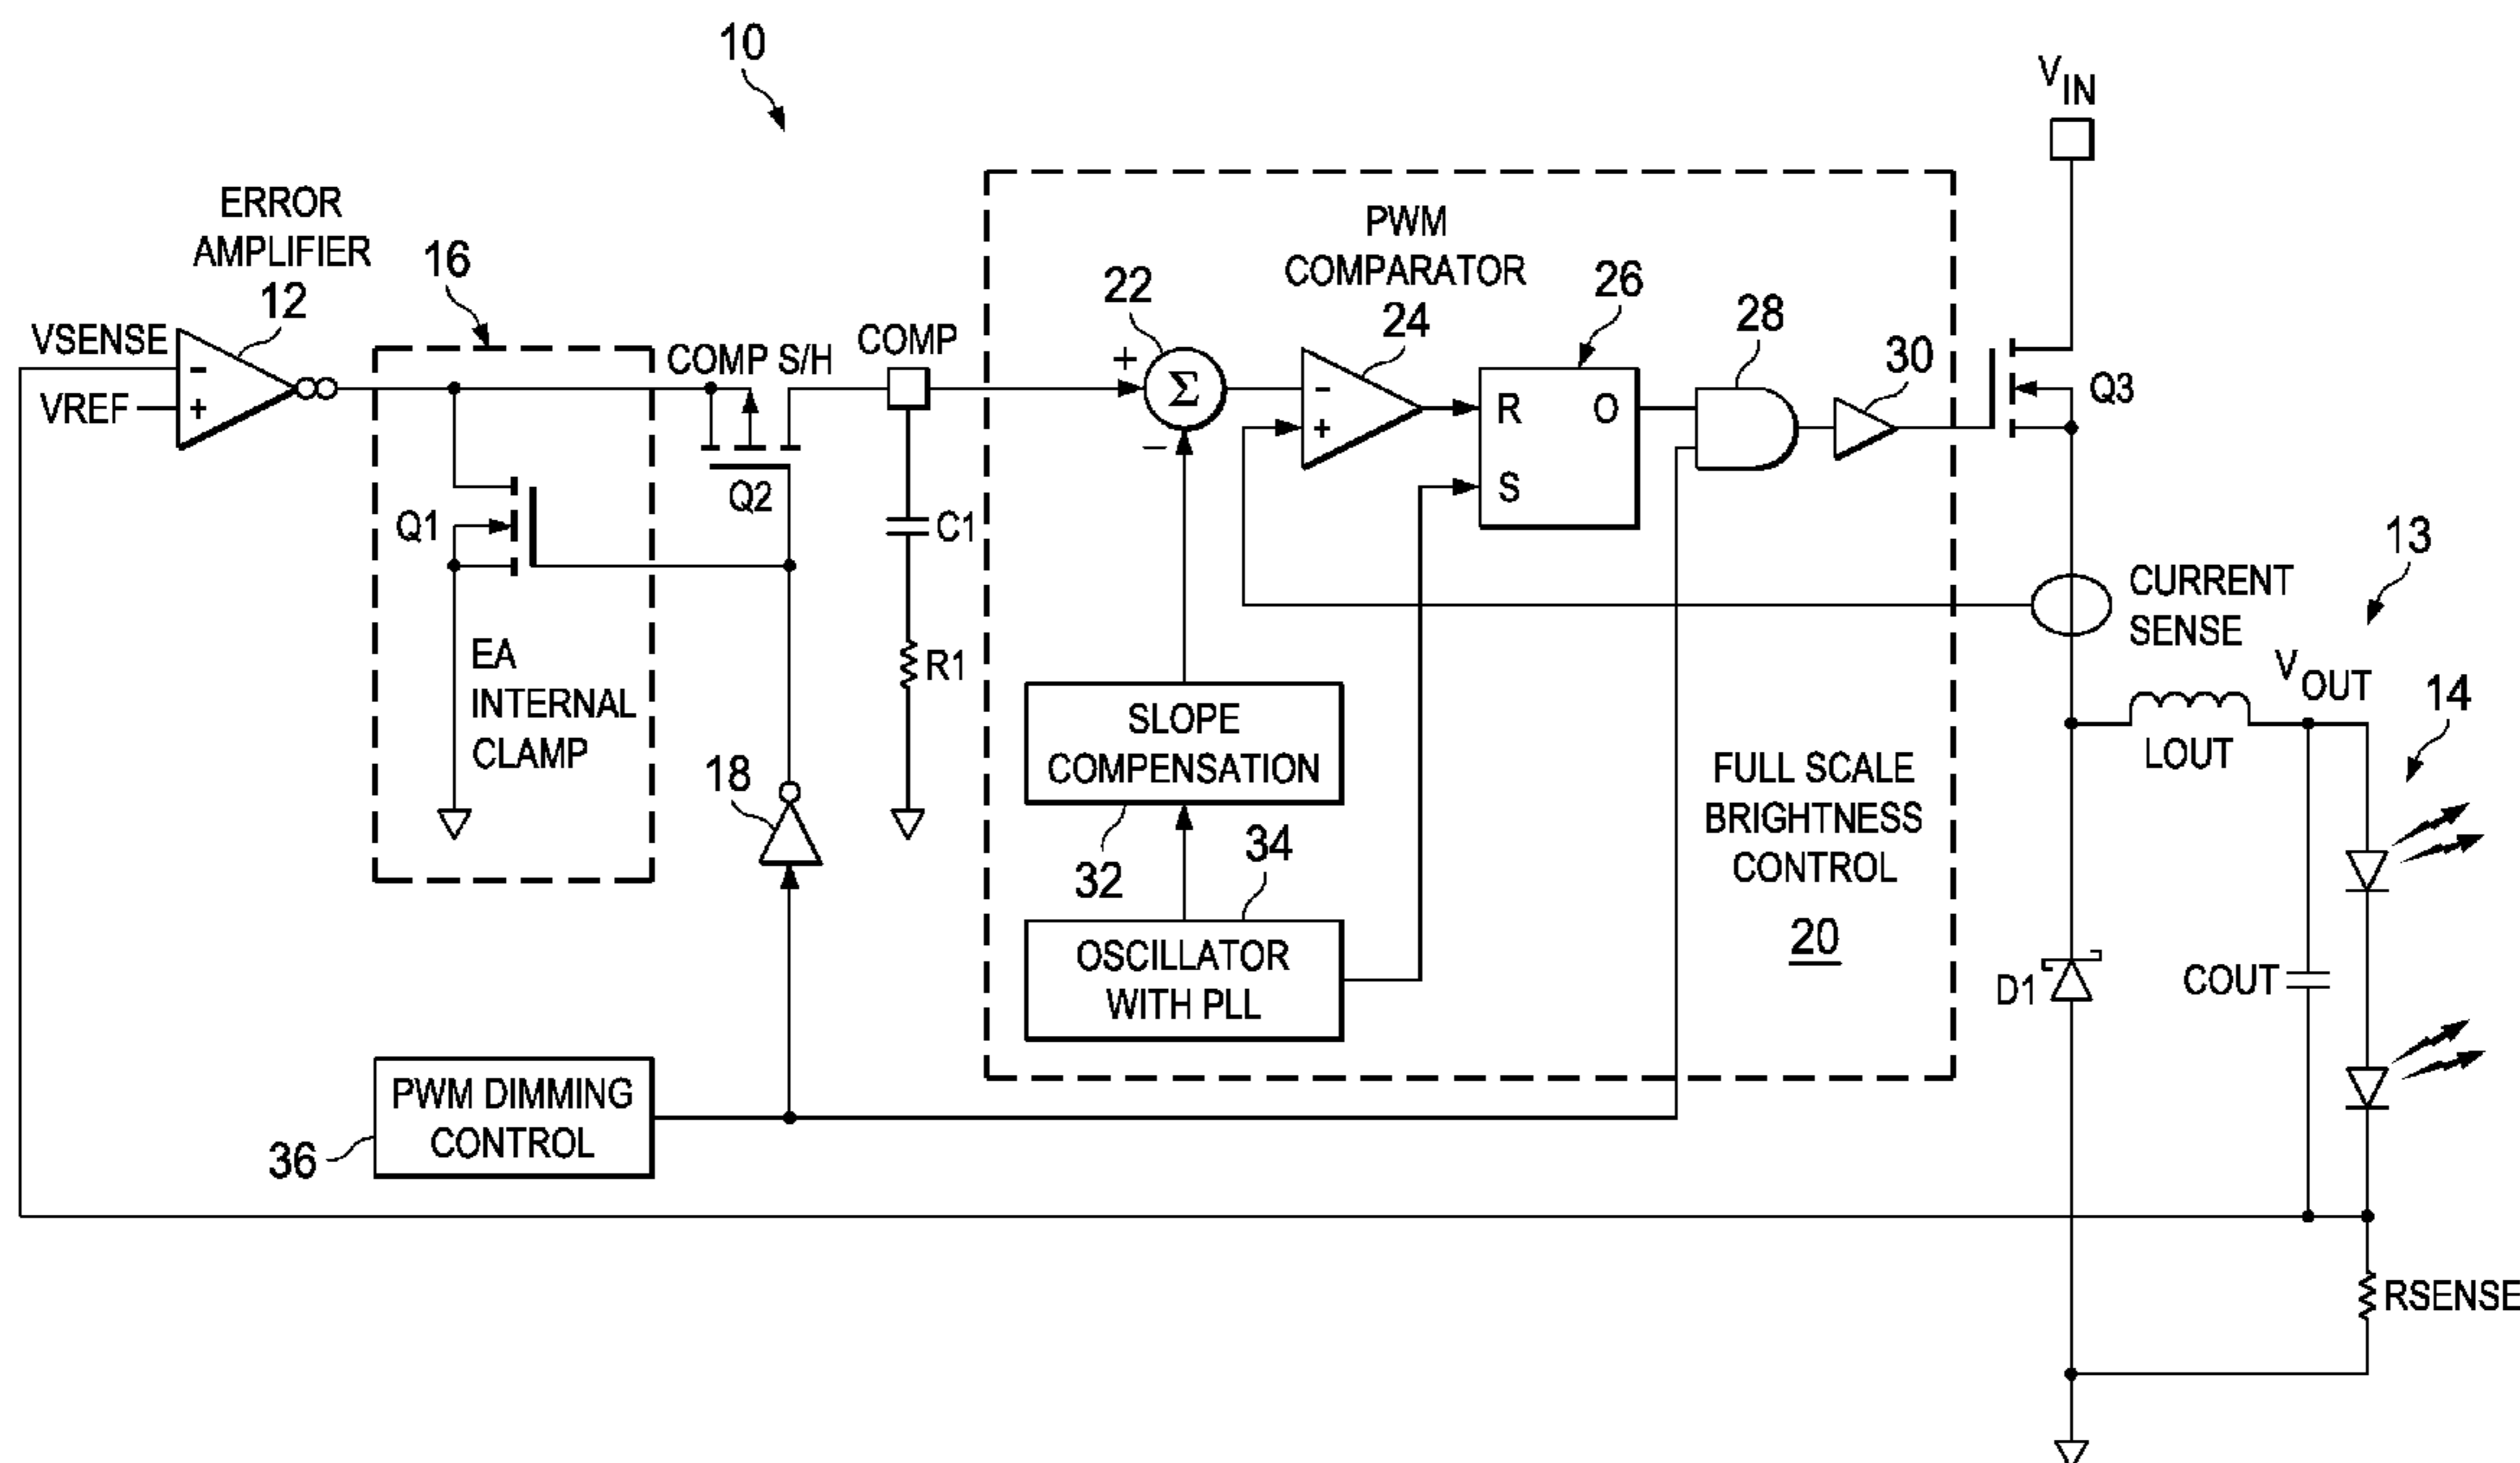 10
V
IN
ERROR
AMPLIFIER
12
16
VSENSE
VREF
-
+
COMP S/H
COMP
Q1
Q2
EA
INTERNAL
CLAMP
18
C1
R1
PWM
COMPARATOR
24
22
+
Σ
−
-
+
26
R
O
S
28
30
Q3
CURRENT
SENSE
13
V
OUT
14
LOUT
SLOPE
COMPENSATION
32
34
OSCILLATOR
WITH PLL
FULL SCALE
BRIGHTNESS
CONTROL
20
D1
COUT
PWM DIMMING
CONTROL
36
RSENSE